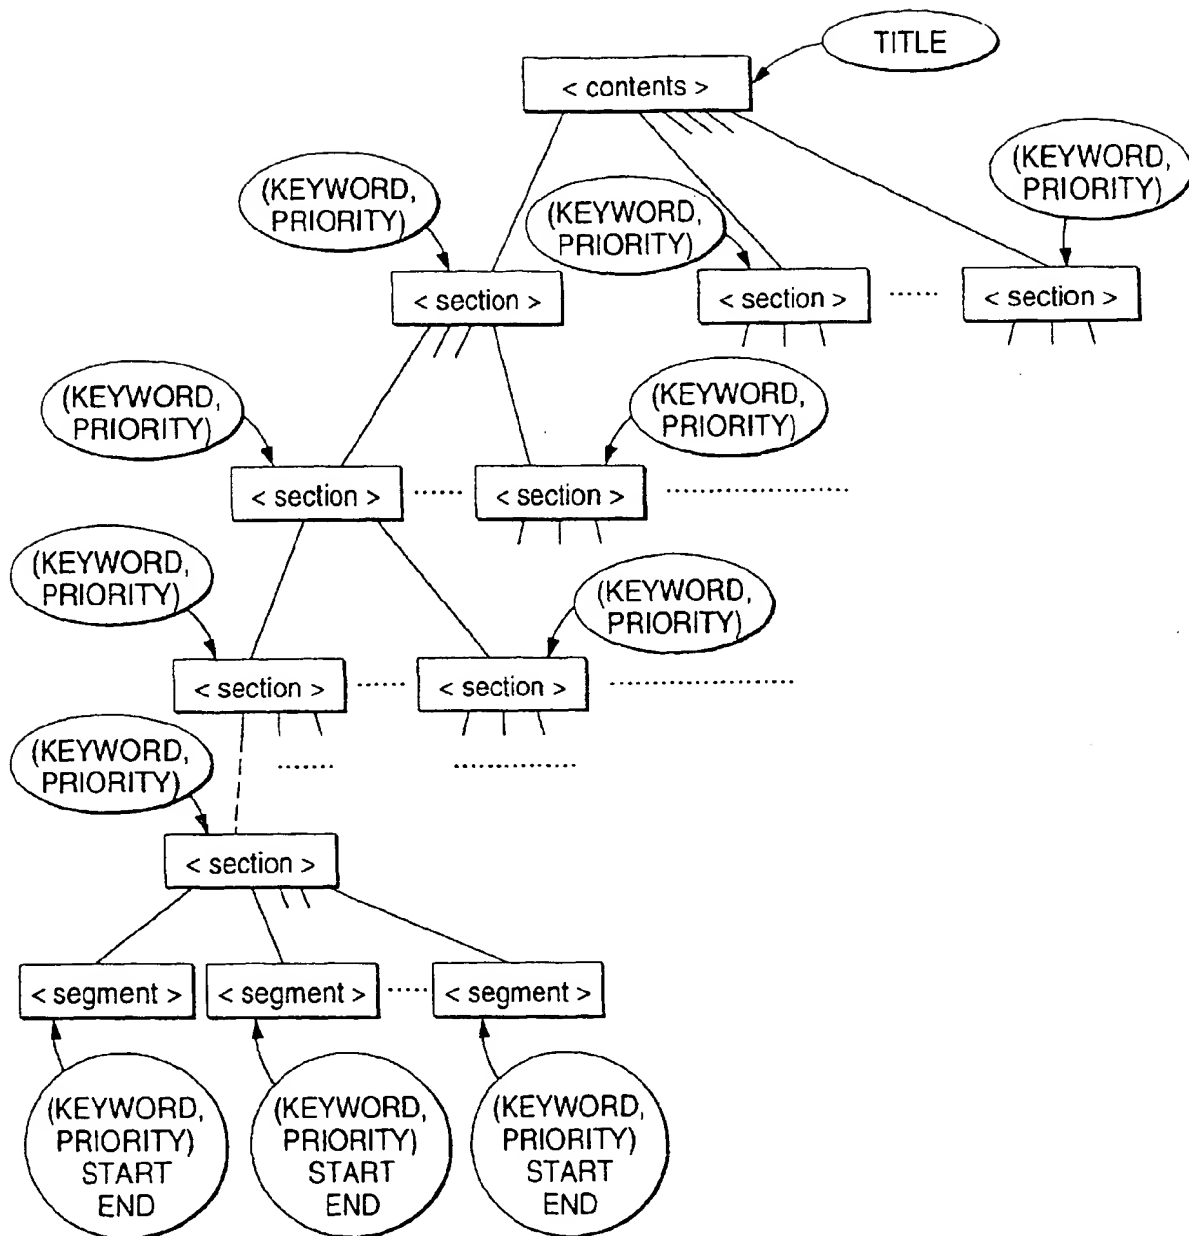 TITLE
< contents >
(KEYWORD,
PRIORITY)
(KEYWORD,
PRIORITY)
(KEYWORD,
PRIORITY)
< section >
< section >
< section >
(KEYWORD,
PRIORITY)
(KEYWORD,
PRIORITY)
< section >
< section >
(KEYWORD,
PRIORITY)
(KEYWORD,
PRIORITY)
< section >
< section >
(KEYWORD,
PRIORITY)
< section >
< segment >
< segment >
< segment >
(KEYWORD,
PRIORITY)
START
END
(KEYWORD,
PRIORITY)
START
END
(KEYWORD,
PRIORITY)
START
END